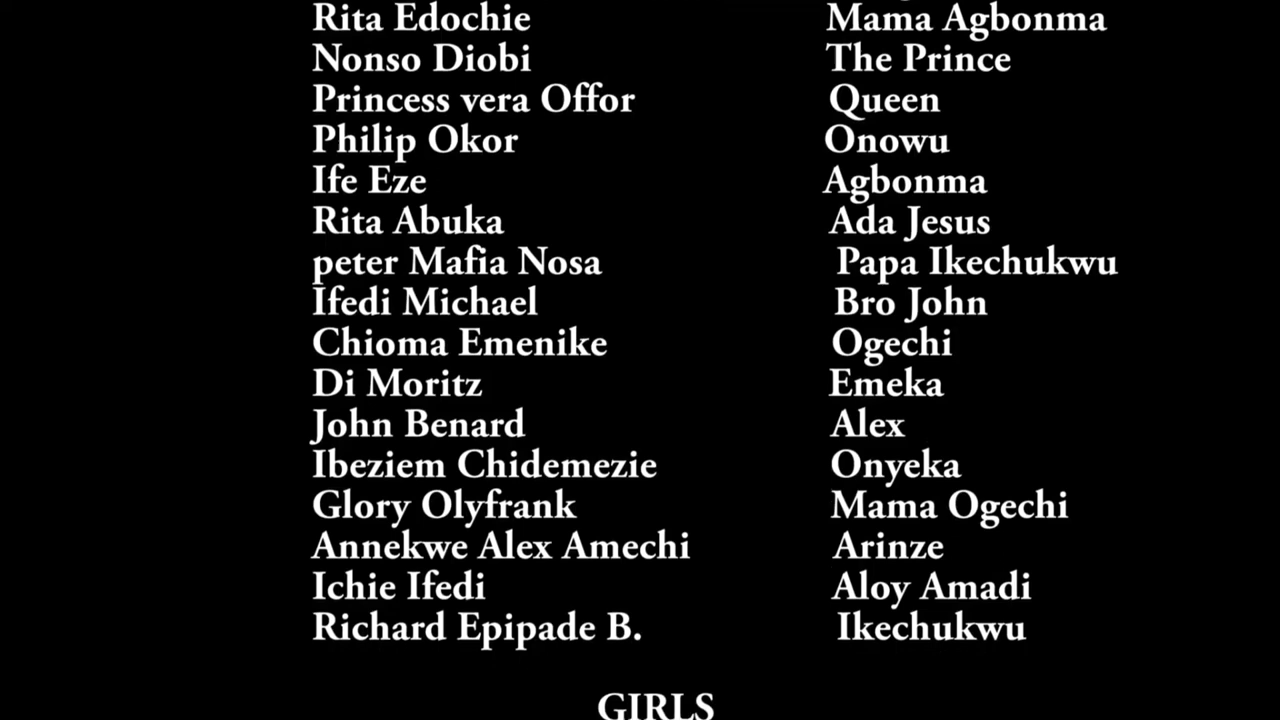 Rita Edochie Mama Agbonma
Nonso Diobi The Prince
Princess vera Offor Queen
Philip Okor Onowu
Ife Eze Agbonma
Rita Abuka Ada Jesus
peter Mafia Nosa Papa Ikechukwu
Ifedi Michael Bro John
Chioma Emenike Ogechi
Di Moritz Emeka
John Benard Alex
Ibeziem Chidemezie Onyeka
Glory Olyfrank Mama Ogechi
Annekwe Alex Amechi Arinze
Ichie Ifedi Aloy Amadi
Richard Epipade B. Ikechukwu
GIRLS